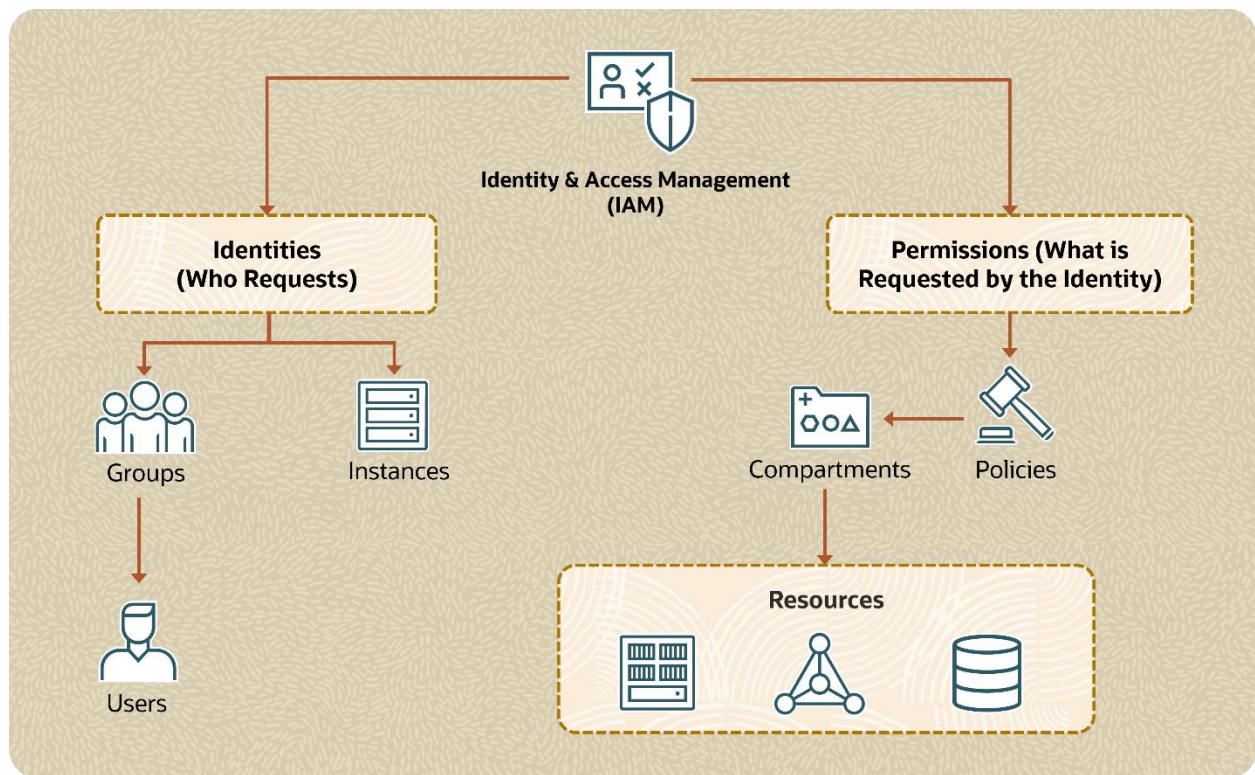 Identity & Access Management
(IAM)
Identities
(Who Requests)
Permissions (What is
Requested by the Identity)
Groups
Instances
Compartments
Policies
Users
Resources